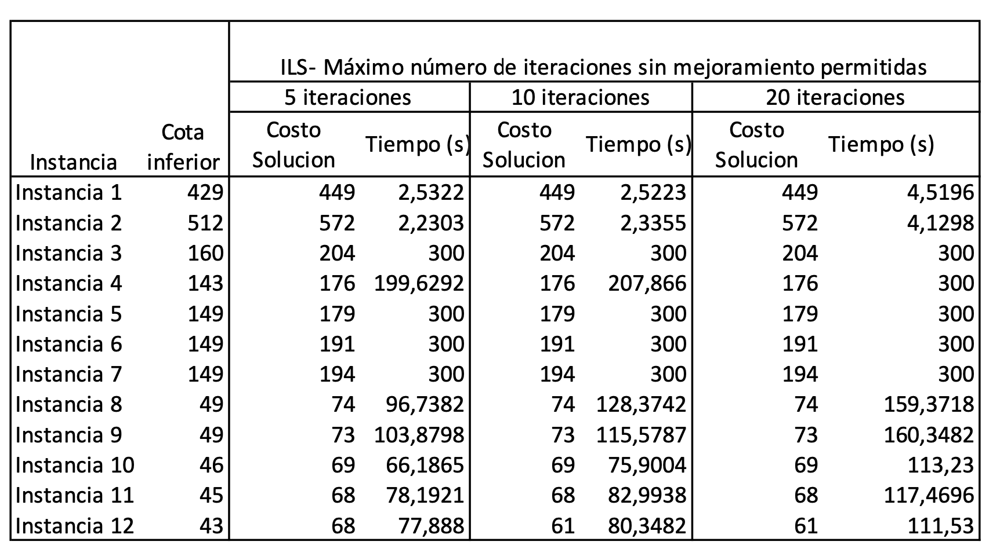 ILS- Máximo número de iteraciones sin mejoramiento permitidas
5 iteraciones 10 iteraciones 20 iteraciones
Instancia Cota inferior Costo Solucion Tiempo (s) Costo Solucion Tiempo (s) Costo Solucion Tiempo (s)
Instancia 1 429 449 2,5322 449 2,5223 449 4,5196
Instancia 2 512 572 2,2303 572 2,3355 572 4,1298
Instancia 3 160 204 300 204 300 204 300
Instancia 4 143 176 199,6292 176 207,866 176 300
Instancia 5 149 179 300 179 300 179 300
Instancia 6 149 191 300 191 300 191 300
Instancia 7 149 194 300 194 300 194 300
Instancia 8 49 74 96,7382 74 128,3742 74 159,3718
Instancia 9 49 73 103,8798 73 115,5787 73 160,3482
Instancia 10 46 69 66,1865 69 75,9004 69 113,23
Instancia 11 45 68 78,1921 68 82,9938 68 117,4696
Instancia 12 43 68 77,888 61 80,3482 61 111,53